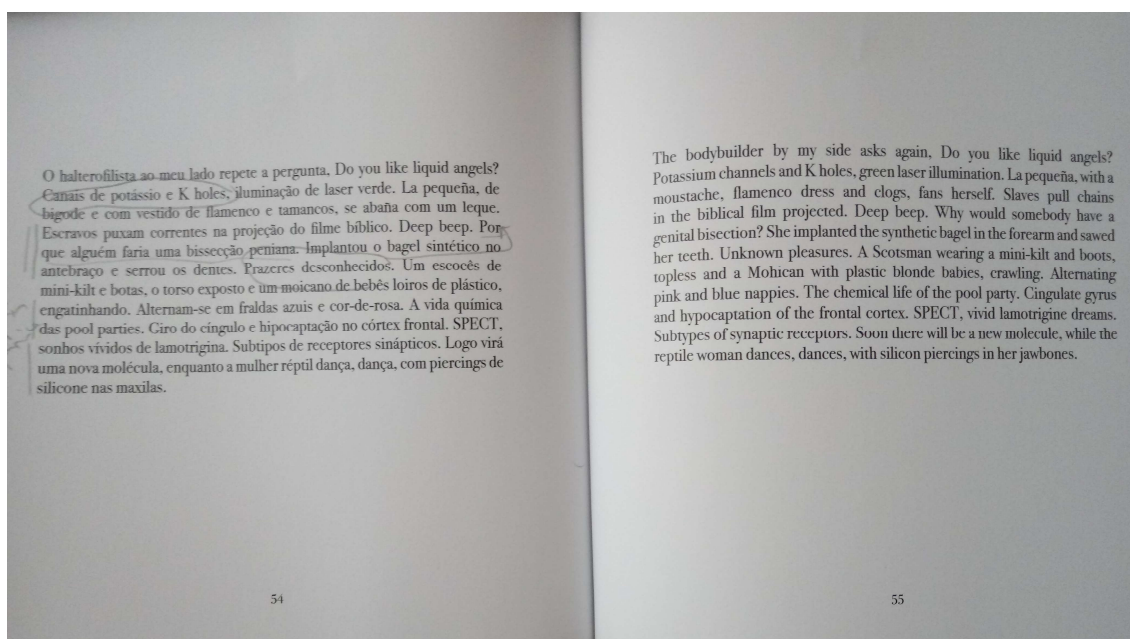 O halterofilista ao meu lado repete a pergunta, Do you like liquid angels?
Canais de potássio e K holes, iluminação de laser verde. La pequeña, de
bigode e com vestido de flamenco e tamancos, se abaña com um leque.
Escravos puxam correntes na projeção do filme bíblico. Deep beep. Por
que alguém faria uma bissecção peniana. Implantou o bagel sintético no
antebraço e serrou os dentes. Prazeres desconhecidos. Um escocês de
mini-kilt e botas, o torso exposto e um moicano de bebês loiros de plástico,
engatinhando. Alternam-se em fraldas azuis e cor-de-rosa. A vida química
das pool parties. Giro do cíngulo e hipocaptação no córtex frontal. SPECT,
sonhos vívidos de lamotrigina. Subtipos de receptores sinápticos. Logo virá
uma nova molécula, enquanto a mulher réptil dança, dança, com piercings de
silicone nas maxilas.
54
The bodybuilder by my side asks again, Do you like liquid angels?
Potassium channels and K holes, green laser illumination. La pequeña, with a
moustache, flamenco dress and clogs, fans herself. Slaves pull chains
in the biblical film projected. Deep beep. Why would somebody have a
genital bisection? She implanted the synthetic bagel in the forearm and sawed
her teeth. Unknown pleasures. A Scotsman wearing a mini-kilt and boots,
topless and a Mohican with plastic blonde babies, crawling. Alternating
pink and blue nappies. The chemical life of the pool party. Cingulate gyrus
and hypocaptation of the frontal cortex. SPECT, vivid lamotrigine dreams.
Subtypes of synaptic receptors. Soon there will be a new molecule, while the
reptile woman dances, dances, with silicon piercings in her jawbones.
55